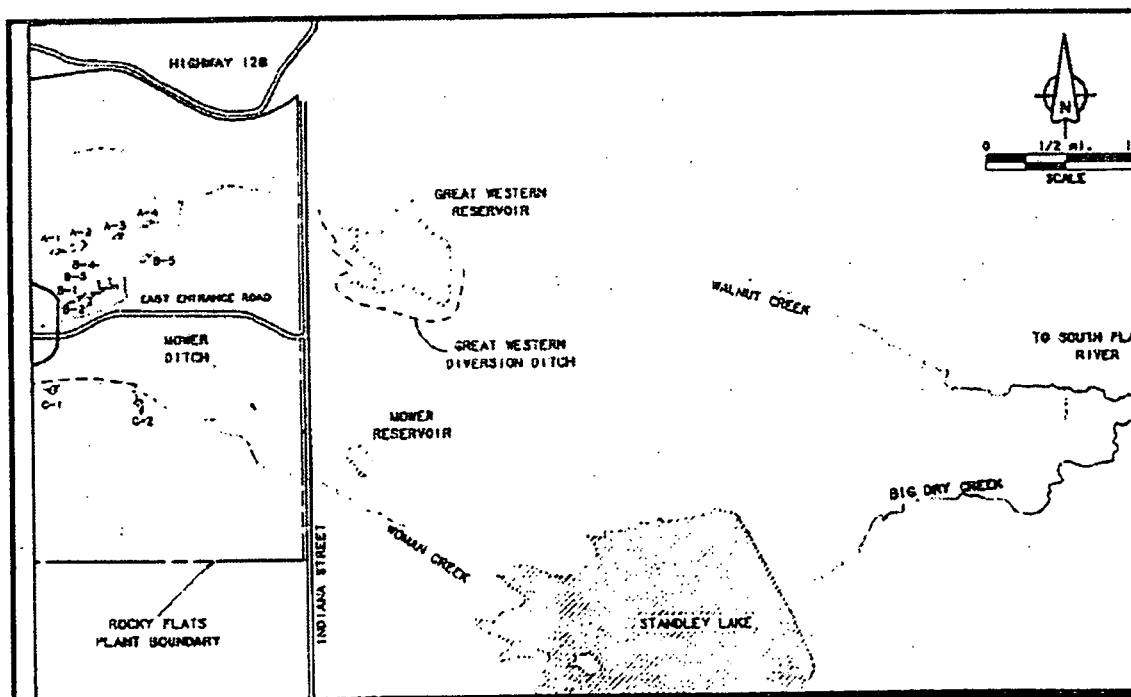 HIGHWAY 128
N
0 1/2 mi. 1
SCALE
GREAT WESTERN
RESERVOIR
A-1
A-2
A-3
A-4
B-4
B-5
B-1
B-2
EAST ENTRANCE ROAD
MOWER
DITCH
GREAT WESTERN
DIVERSION DITCH
WALNUT CREEK
TO SOUTH PLA
RIVER
C-1
C-2
MOWER
RESERVOIR
BIG DRY CREEK
WOMAN CREEK
INDIANA STREET
STANDLEY LAKE
ROCKY FLATS
PLANT BOUNDARY